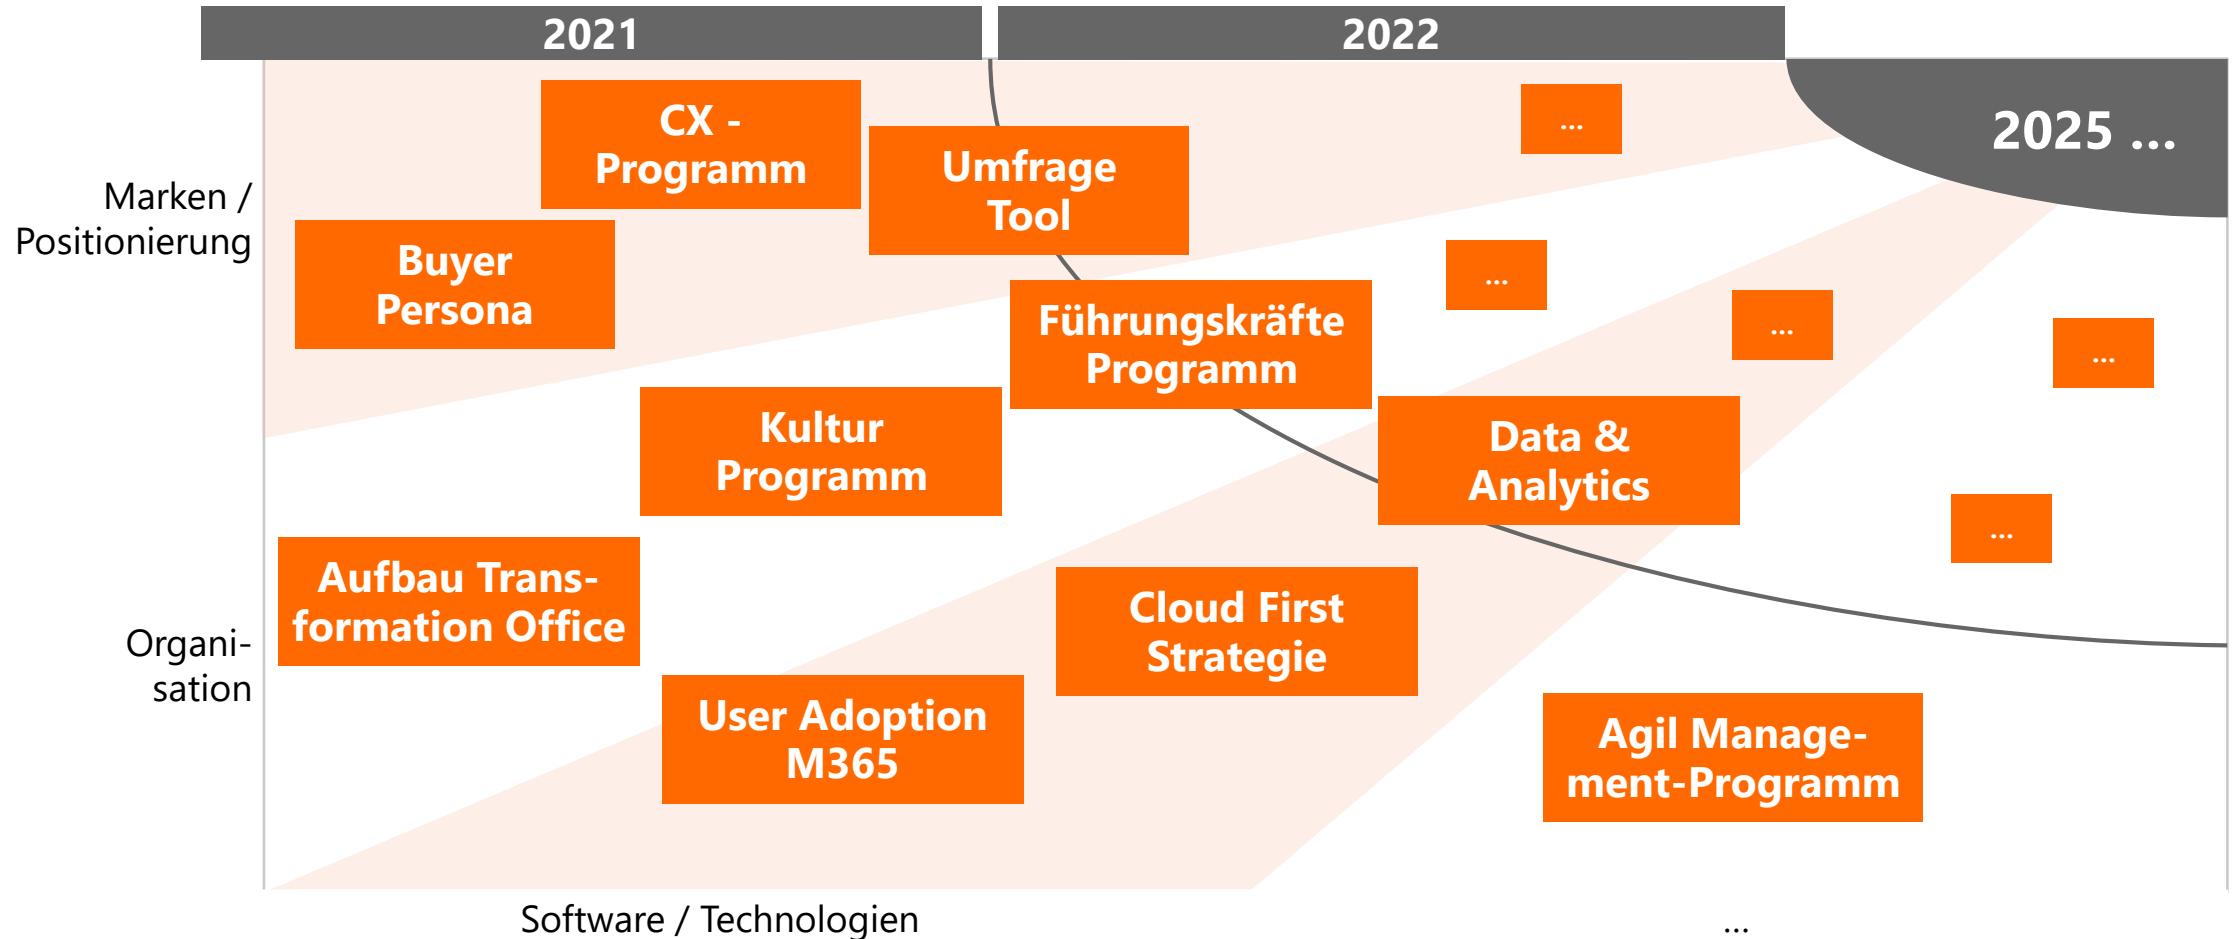 2021
2022
2025 ...
CX -
Programm
...
Umfrage
Tool
Marken /
Positionierung
Buyer
Persona
...
Führungskräfte
Programm
...
...
Kultur
Programm
Data &
Analytics
...
Aufbau Trans-
formation Office
Cloud First
Strategie
Organi-
sation
User Adoption
M365
Agil Manage-
ment-Programm
Software / Technologien
...